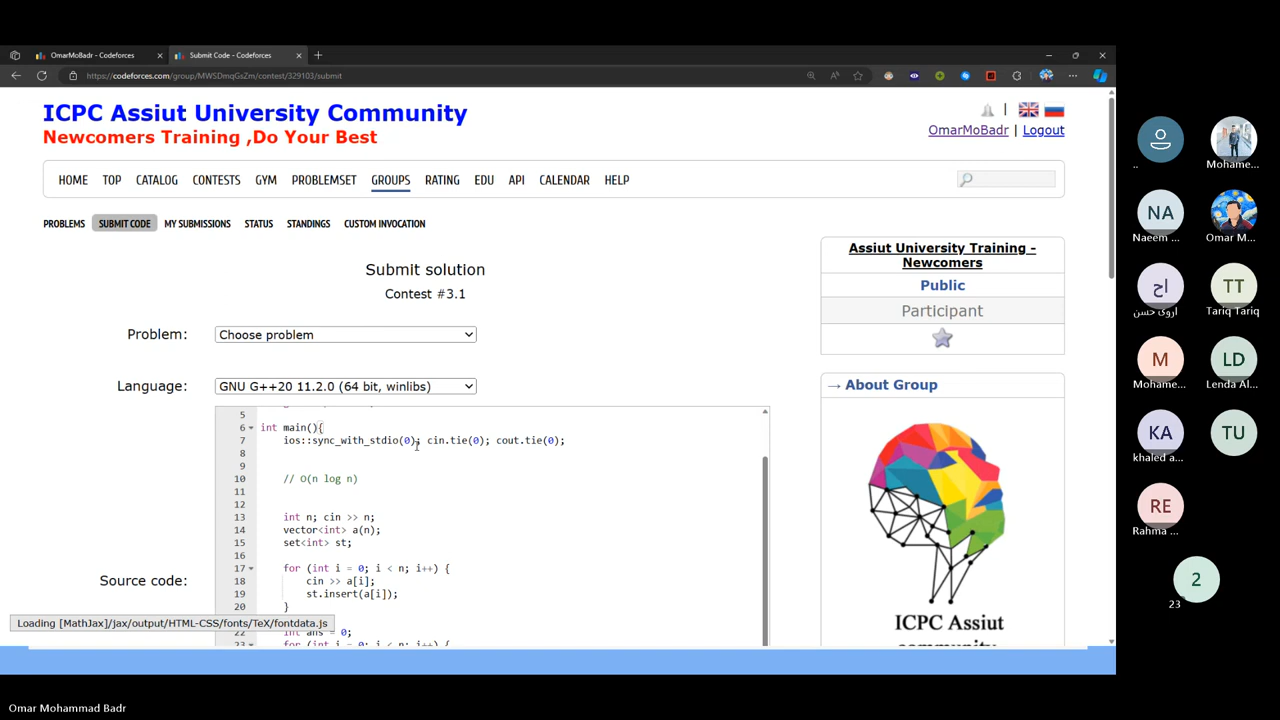 OmarMoBadr - Codeforces
Submit Code - Codeforces
https://codeforces.com/group/MWSDmqGsZm/contest/329103/submit
ICPC Assiut University Community
Newcomers Training ,Do Your Best
OmarMoBadr | Logout
HOME TOP CATALOG CONTESTS GYM PROBLEMSET GROUPS RATING EDU API CALENDAR HELP
PROBLEMS SUBMIT CODE MY SUBMISSIONS STATUS STANDINGS CUSTOM INVOCATION
Submit solution
Contest #3.1
Problem: Choose problem
Language: GNU G++20 11.2.0 (64 bit, winlibs)
Source code:
5
6 int main(){
7 ios::sync_with_stdio(0); cin.tie(0); cout.tie(0);
8
9
10 // O(n log n)
11
12
13 int n; cin >> n;
14 vector<int> a(n);
15 set<int> st;
16
17 for (int i = 0; i < n; i++) {
18 cin >> a[i];
19 st.insert(a[i]);
20 }
22 int ans = 0;
23 for (int i = 0; i < n; i++) {
Loading [MathJax]/jax/output/HTML-CSS/fonts/TeX/fontdata.js
Assiut University Training - Newcomers
Public
Participant
→ About Group
ICPC Assiut
community
..
Mohame...
NA
Naeem ...
Omar M...
اح
اروى حسن
TT
Tariq Tariq
M
Mohame...
LD
Lenda Al...
KA
khaled a...
TU
RE
Rahma ...
2
23
Omar Mohammad Badr